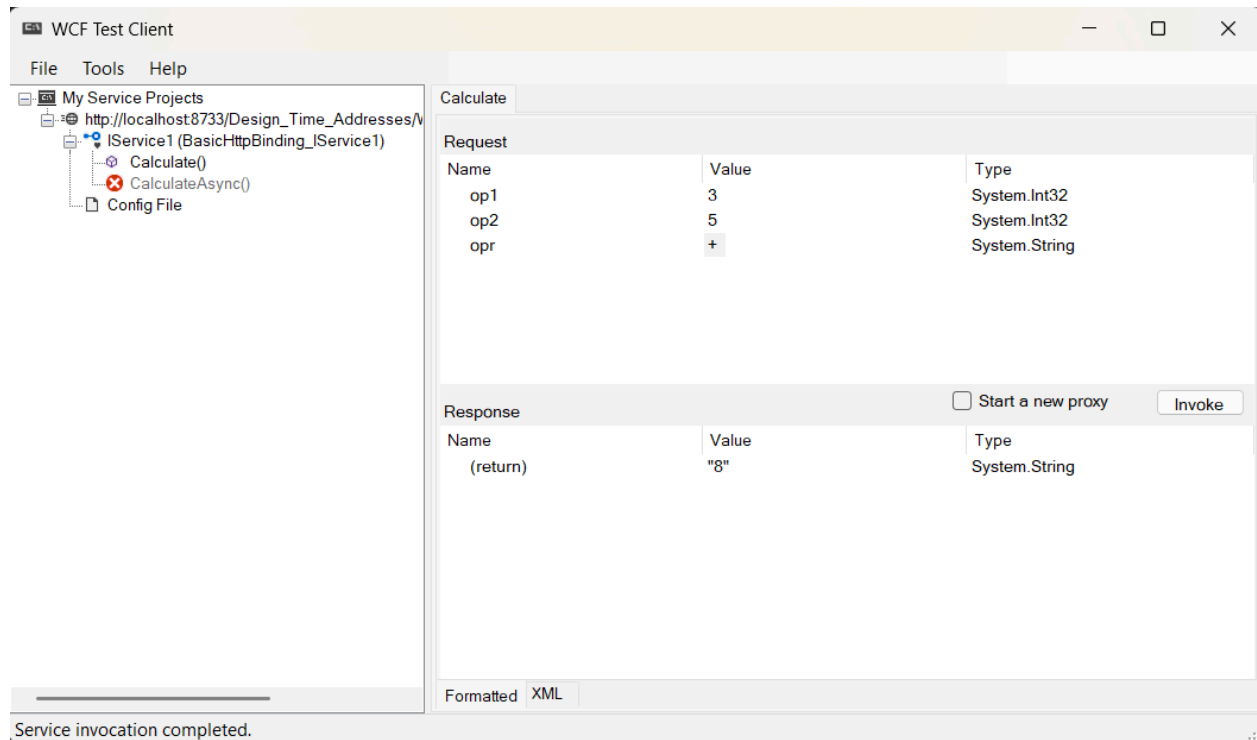 WCF Test Client
File Tools Help
My Service Projects
http://localhost:8733/Design_Time_Addresses/
IService1 (BasicHttpBinding_IService1)
Calculate()
CalculateAsync()
Config File
Calculate
Request
Name Value Type
op1 3 System.Int32
op2 5 System.Int32
opr + System.String
Start a new proxy Invoke
Response
Name Value Type
(return) "8" System.String
Formatted XML
Service invocation completed.